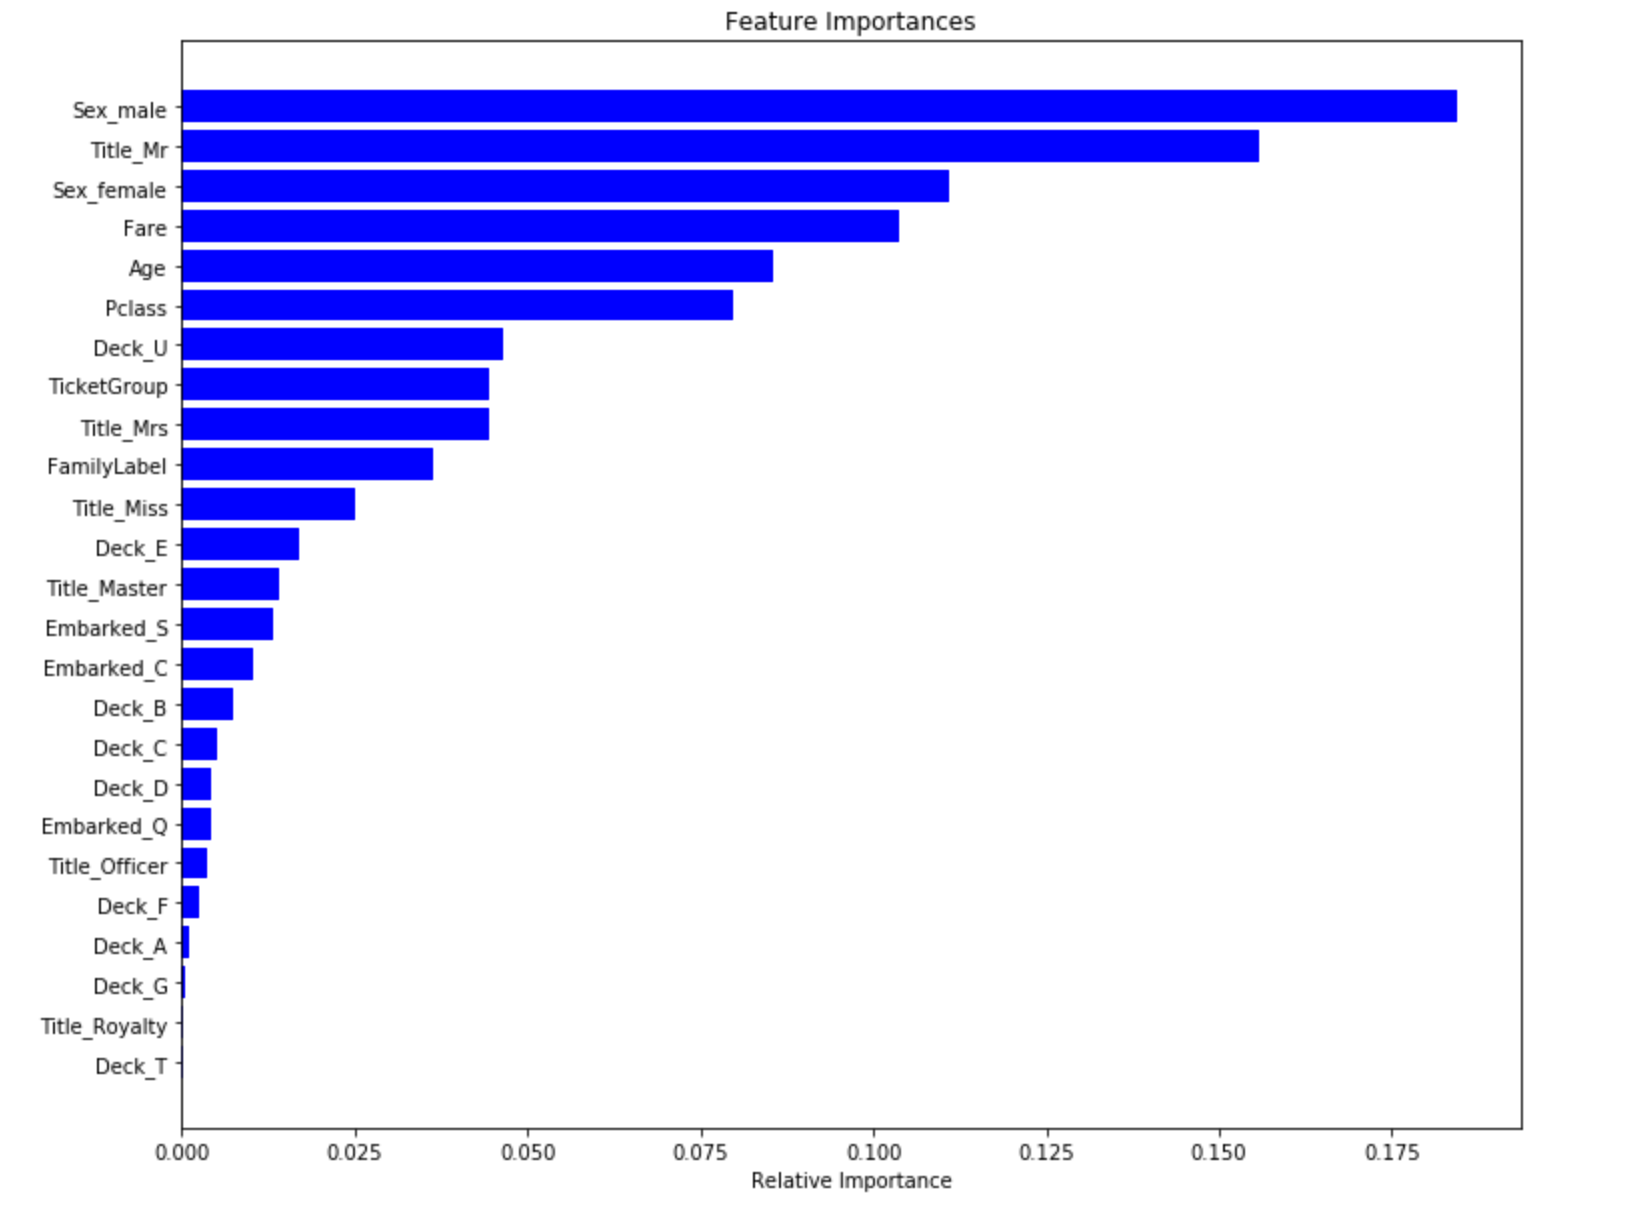 Feature Importances
Sex_male
Title_Mr
Sex_female
Fare
Age
Pclass
Deck_U
TicketGroup
Title_Mrs
FamilyLabel
Title_Miss
Deck_E
Title_Master
Embarked_S
Embarked_C
Deck_B
Deck_C
Deck_D
Embarked_Q
Title_Officer
Deck_F
Deck_A
Deck_G
Title_Royalty
Deck_T
0.000 0.025 0.050 0.075 0.100 0.125 0.150 0.175
Relative Importance